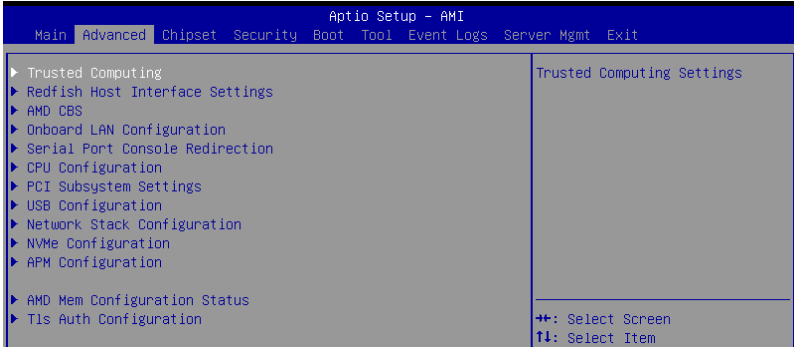 Aptio Setup - AMI
Main Advanced Chipset Security Boot Tool Event Logs Server Mgmt Exit
Trusted Computing
Redfish Host Interface Settings
AMD CBS
Onboard LAN Configuration
Serial Port Console Redirection
CPU Configuration
PCI Subsystem Settings
USB Configuration
Network Stack Configuration
NVMe Configuration
APM Configuration
AMD Mem Configuration Status
Tls Auth Configuration
Trusted Computing Settings
→←: Select Screen
↑↓: Select Item